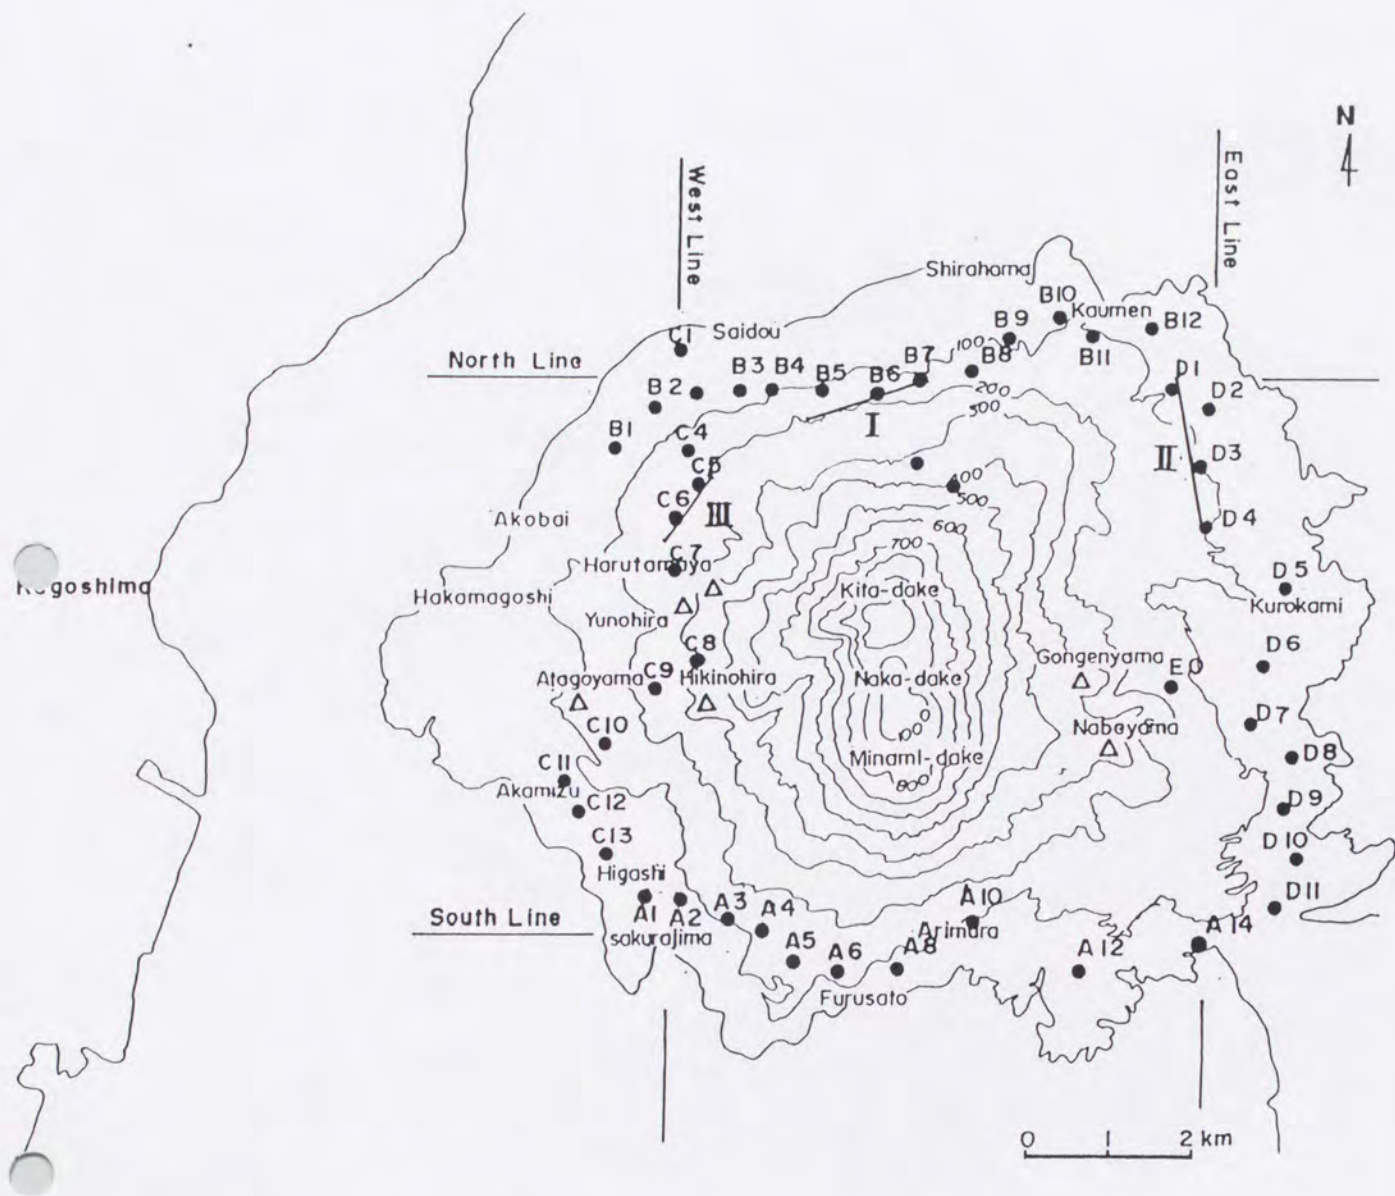 N
West Line
East Line
Shirahama
B10
Kaumen
B9
B12
C1
Saidou
B11
100
North Line
B3
B4
B5
B6
B7
B8
D1
200
D2
B2
300
I
B1
C4
II
D3
C5
400
500
C6
III
D4
Akobai
600
700
C7
Harutamaya
D5
Kagoshima
Hakamagoshi
Kita-dake
Kurokami
Yunohira
C8
Gongenyama
D6
Atagoyama
C9
Hikinohira
Naka-dake
E0
C10
D7
Nabeyama
Minami-dake
D8
C11
800
Akamizu
C12
D9
C13
D10
Higashi
A10
D11
South Line
A1
A2
A3
A4
Arimura
A14
sakurajima
A5
A6
A8
A12
Furusato
0 1 2 km